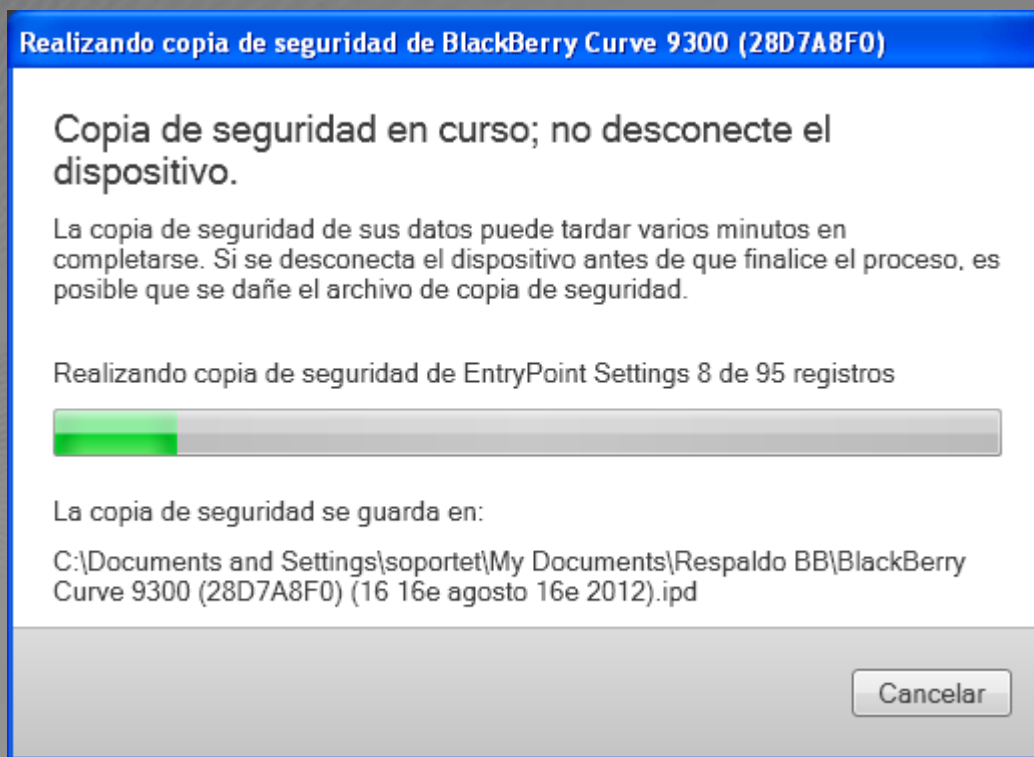 Realizando copia de seguridad de BlackBerry Curve 9300 (28D7A8F0)
Copia de seguridad en curso; no desconecte el
dispositivo.
La copia de seguridad de sus datos puede tardar varios minutos en
completarse. Si se desconecta el dispositivo antes de que finalice el proceso, es
posible que se dañe el archivo de copia de seguridad.
Realizando copia de seguridad de EntryPoint Settings 8 de 95 registros
La copia de seguridad se guarda en:
C:\Documents and Settings\soportet\My Documents\Respaldo BB\BlackBerry
Curve 9300 (28D7A8F0) (16 16e agosto 16e 2012).ipd
Cancelar